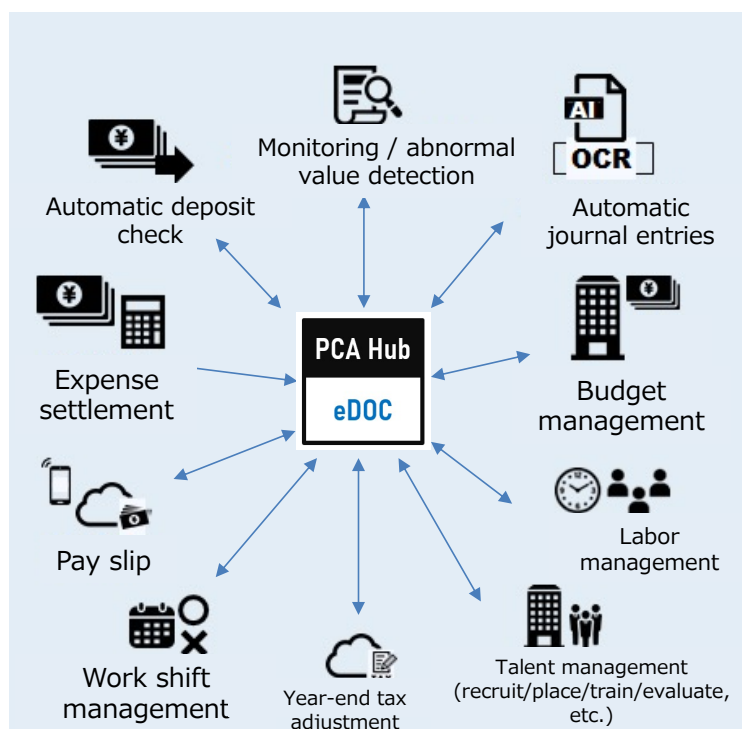 Monitoring / abnormal
value detection
AI
OCR
Automatic deposit
check
Automatic
journal entries
¥
¥
¥
PCA Hub
eDOC
Expense
settlement
Budget
management
Pay slip
Labor
management
Work shift
management
Year-end tax
adjustment
Talent management
(recruit/place/train/evaluate,
etc.)